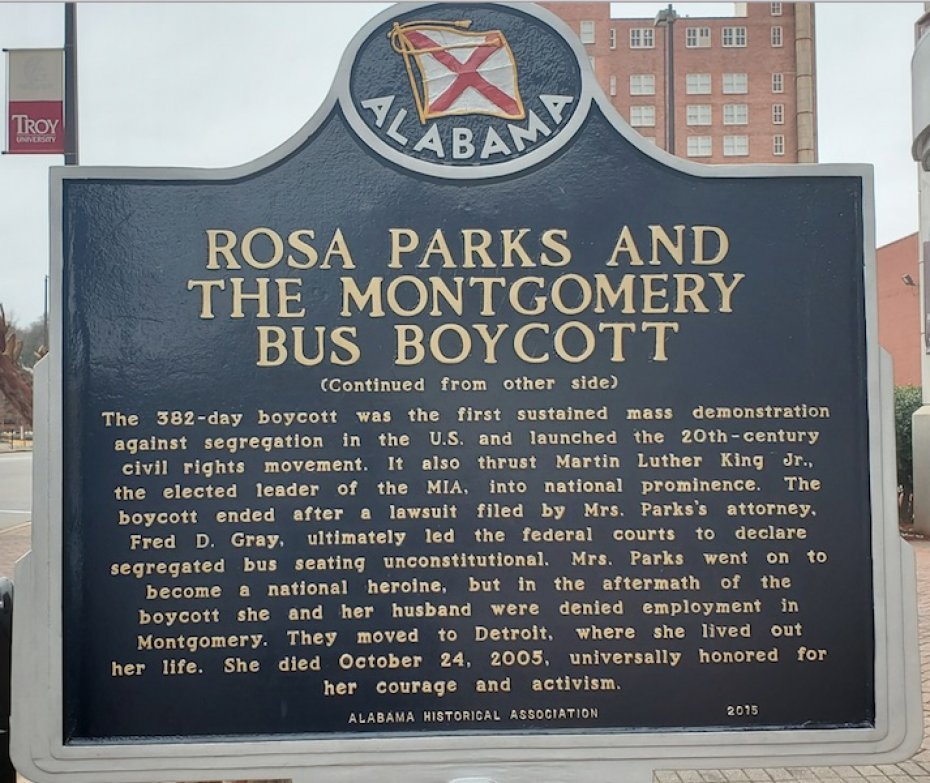 ALABAMA
TROY
UNIVERSITY
ROSA PARKS AND
THE MONTGOMERY
BUS BOYCOTT
(Continued from other side)
The 382-day boycott was the first sustained mass demonstration
against segregation in the U.S. and launched the 20th-century
civil rights movement. It also thrust Martin Luther King Jr.,
the elected leader of the MIA, into national prominence. The
boycott ended after a lawsuit filed by Mrs. Parks's attorney,
Fred D. Gray, ultimately led the federal courts to declare
segregated bus seating unconstitutional. Mrs. Parks went on to
become a national heroine, but in the aftermath of the
boycott she and her husband were denied employment in
Montgomery. They moved to Detroit, where she lived out
her life. She died October 24, 2005, universally honored for
her courage and activism.
ALABAMA HISTORICAL ASSOCIATION 2015